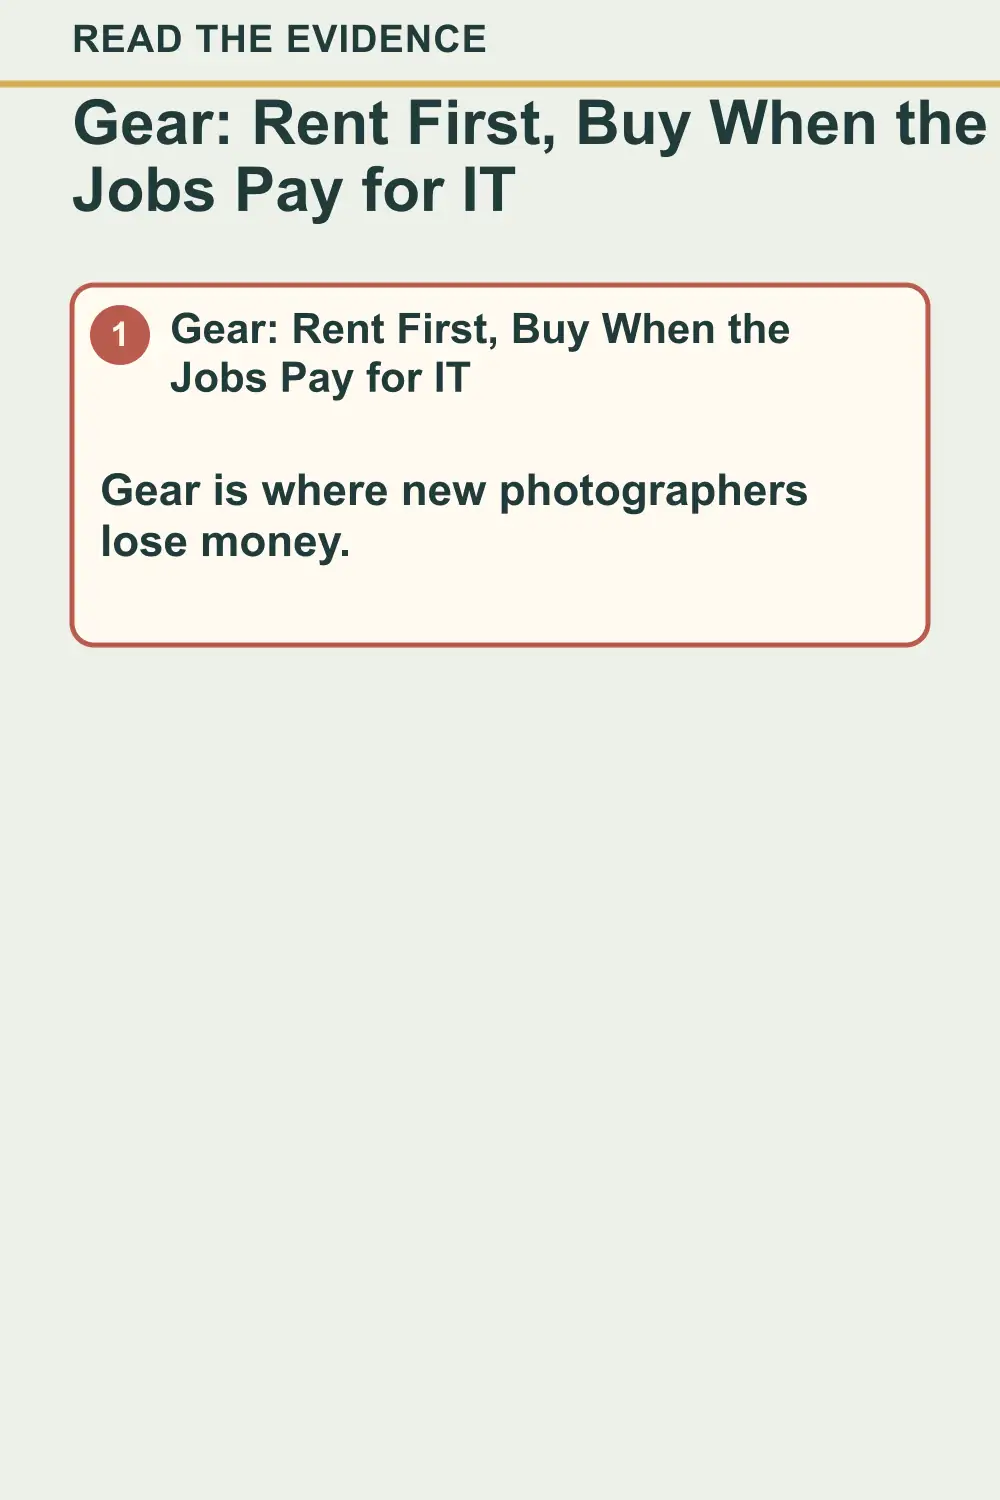 READ THE EVIDENCE
Gear: Rent First, Buy When the
Jobs Pay for IT
1
Gear: Rent First, Buy When the
Jobs Pay for IT
Gear is where new photographers
lose money.